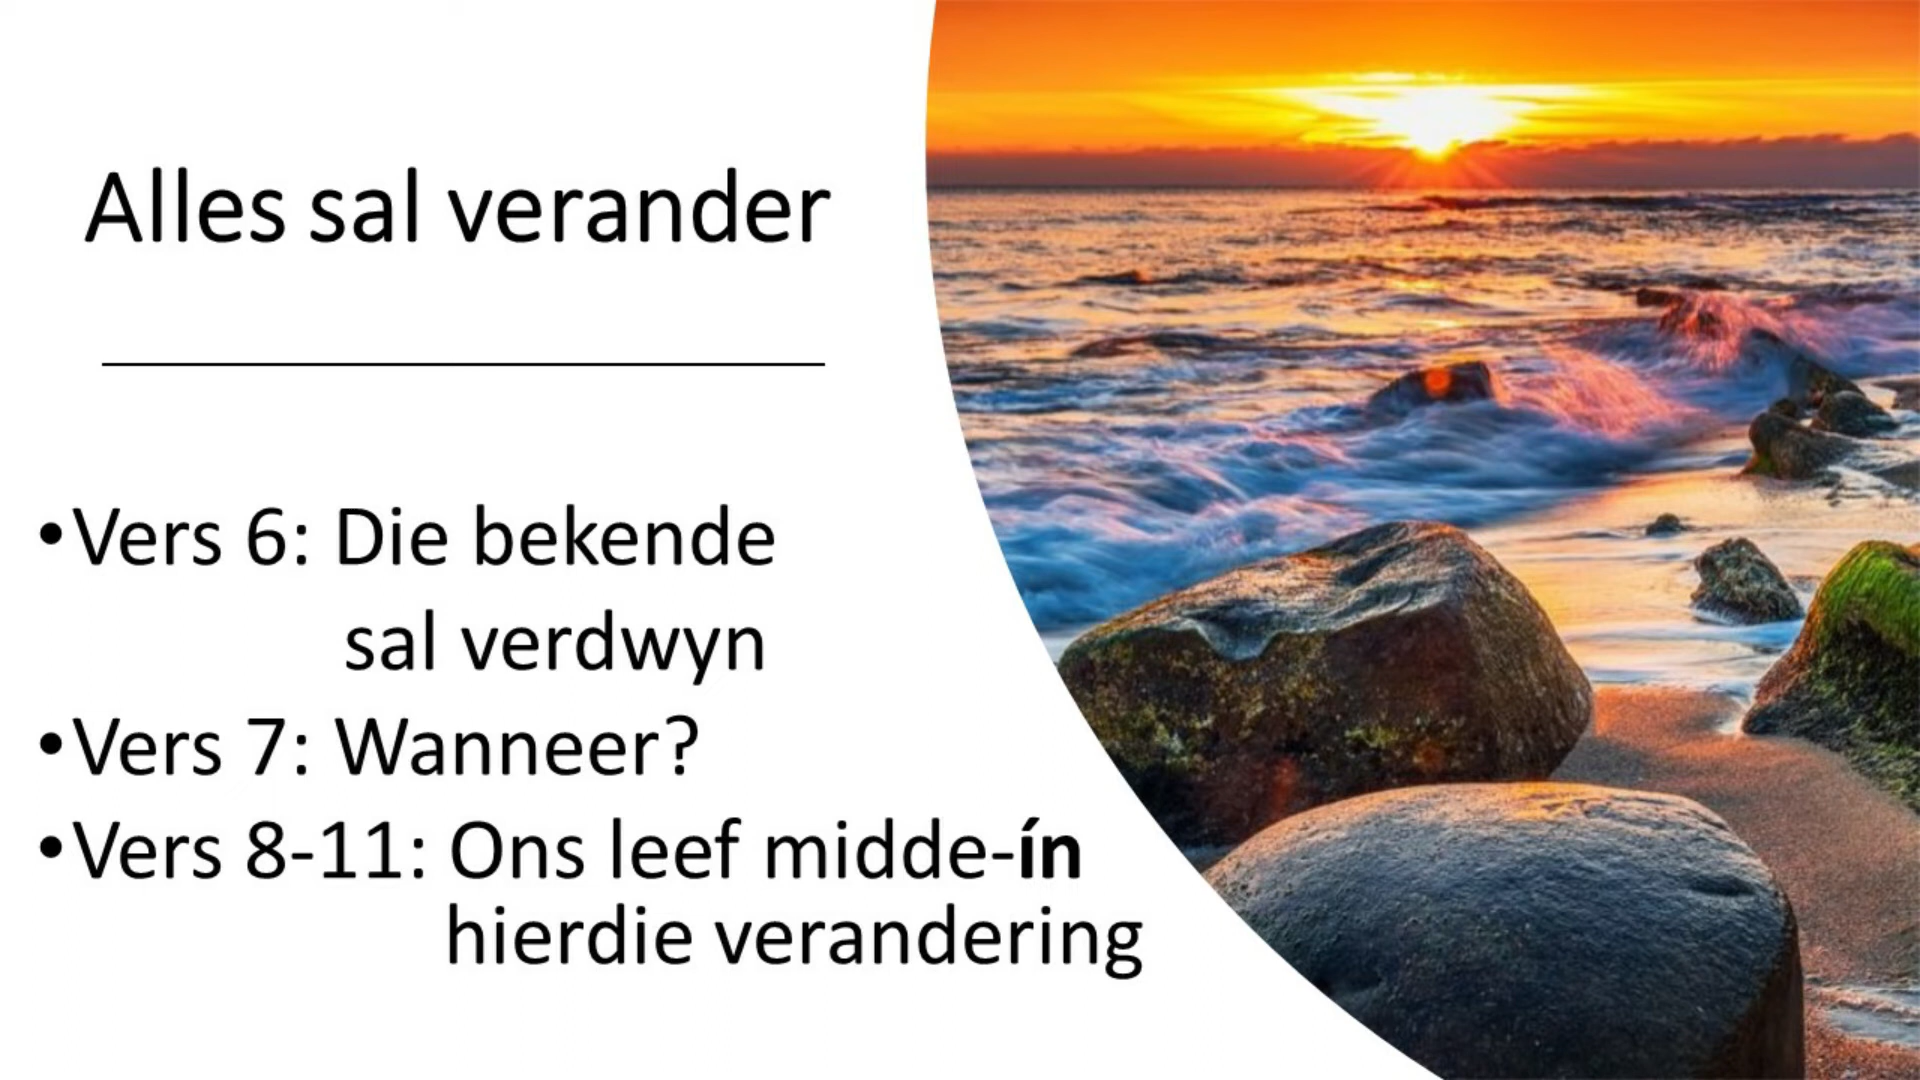 Alles sal verander
•Vers 6: Die bekende
sal verdwyn
•Vers 7: Wanneer?
•Vers 8-11: Ons leef midde-ín
hierdie verandering